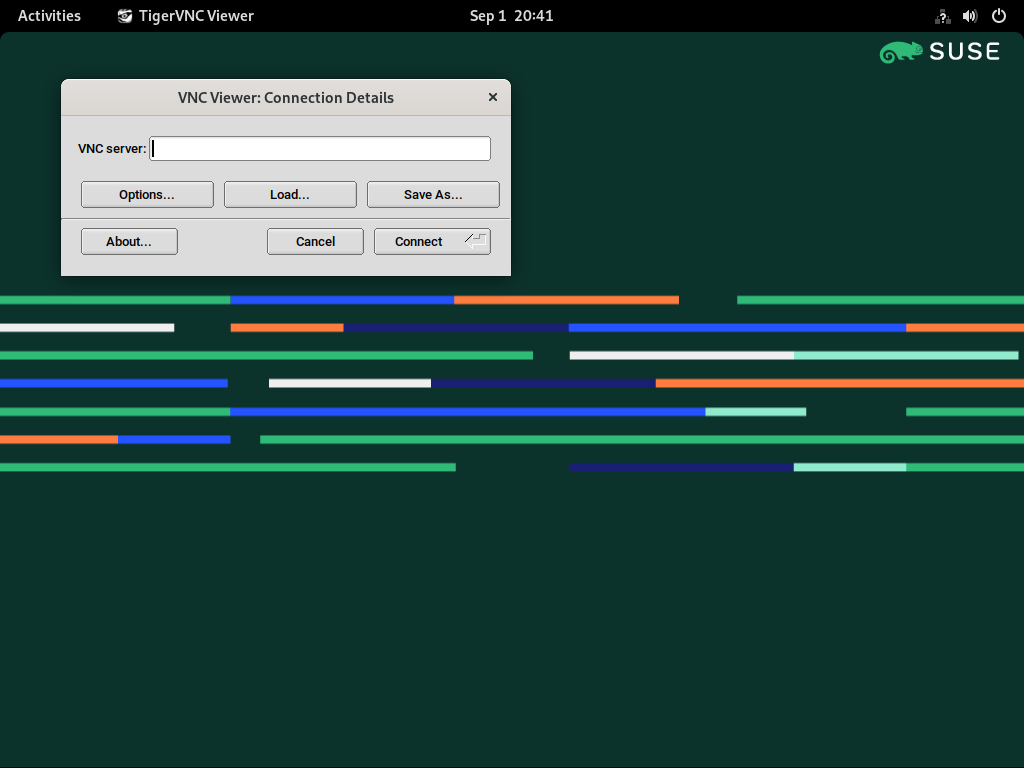 Activities TigerVNC Viewer Sep 1 20:41 ?
SUSE
VNC Viewer: Connection Details ×
VNC server:
Options... Load... Save As...
About... Cancel Connect